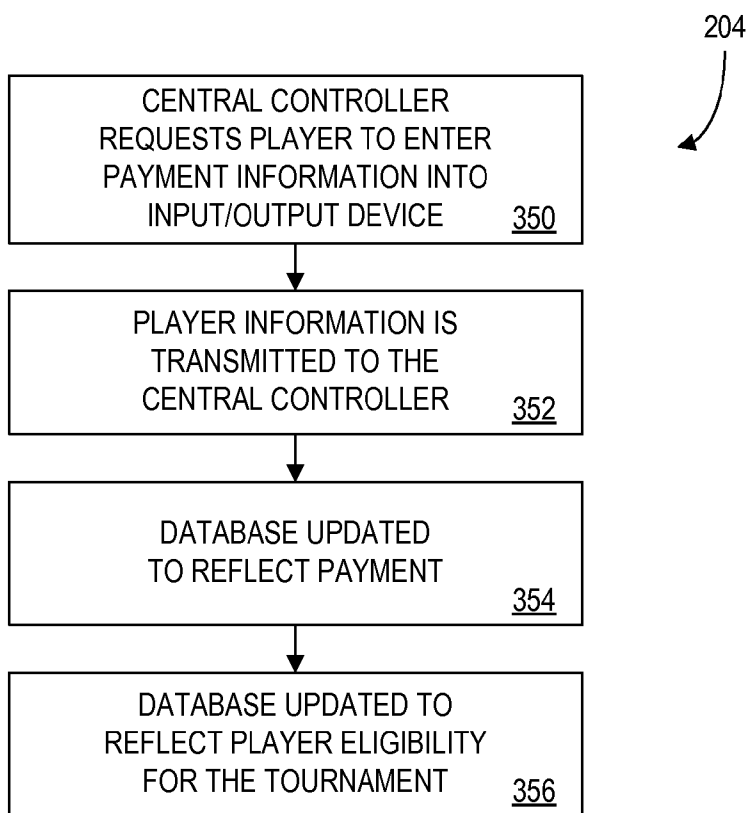 204
CENTRAL CONTROLLER
REQUESTS PLAYER TO ENTER
PAYMENT INFORMATION INTO
INPUT/OUTPUT DEVICE 350
PLAYER INFORMATION IS
TRANSMITTED TO THE
CENTRAL CONTROLLER 352
DATABASE UPDATED
TO REFLECT PAYMENT
354
DATABASE UPDATED TO
REFLECT PLAYER ELIGIBILITY
FOR THE TOURNAMENT 356